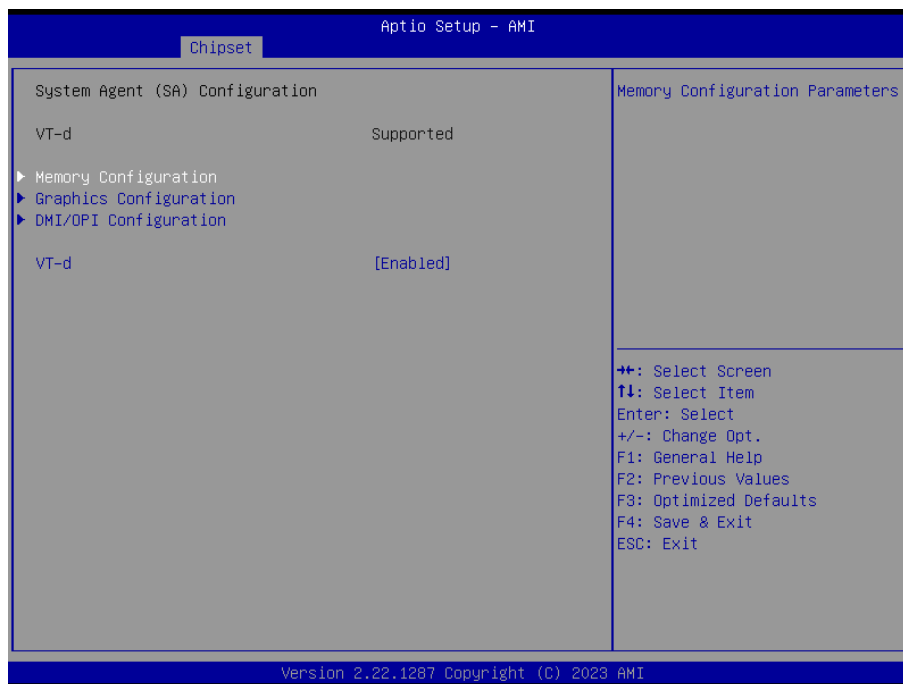 Aptio Setup – AMI
Chipset
System Agent (SA) Configuration
VT-d Supported
▶ Memory Configuration
▶ Graphics Configuration
▶ DMI/OPI Configuration
VT-d [Enabled]
Memory Configuration Parameters
→←: Select Screen
↑↓: Select Item
Enter: Select
+/-: Change Opt.
F1: General Help
F2: Previous Values
F3: Optimized Defaults
F4: Save & Exit
ESC: Exit
Version 2.22.1287 Copyright (C) 2023 AMI